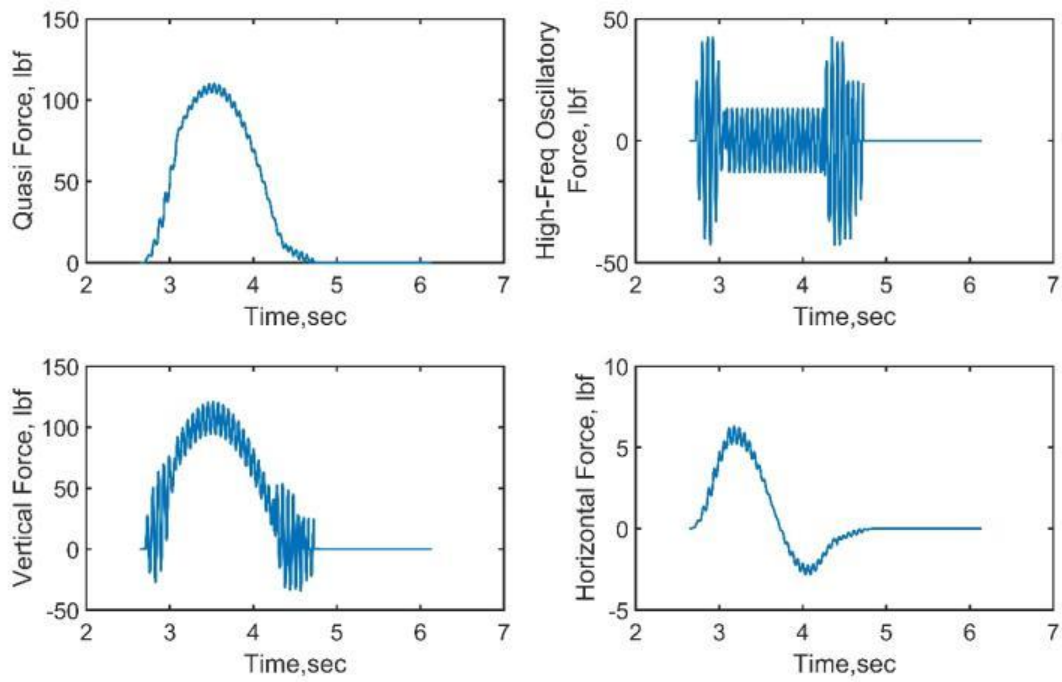 150
100
50
0
Quasi Force, lbf
2 3 4 5 6 7
Time,sec
50
0
-50
High-Freq Oscillatory
Force, lbf
2 3 4 5 6 7
Time,sec
150
100
50
0
-50
Vertical Force, lbf
2 3 4 5 6 7
Time,sec
10
5
0
-5
Horizontal Force, lbf
2 3 4 5 6 7
Time,sec